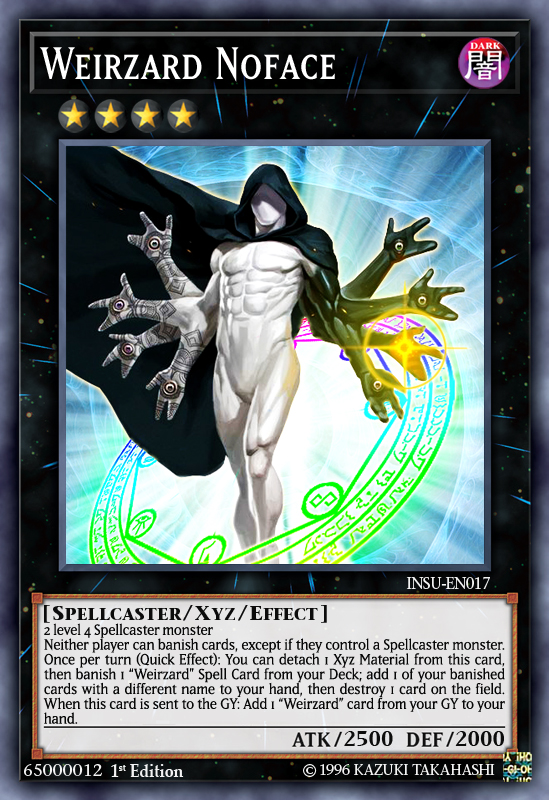 Weirzard Noface
DARK
闇
INSU-EN017
[Spellcaster/Xyz/Effect]
2 level 4 Spellcaster monster
Neither player can banish cards, except if they control a Spellcaster monster.
Once per turn (Quick Effect): You can detach 1 Xyz Material from this card,
then banish 1 “Weirzard” Spell Card from your Deck; add 1 of your banished
cards with a different name to your hand, then destroy 1 card on the field.
When this card is sent to the GY: Add 1 “Weirzard” card from your GY to your
hand.
ATK/2500 DEF/2000
65000012 1st Edition
© 1996 KAZUKI TAKAHASHI